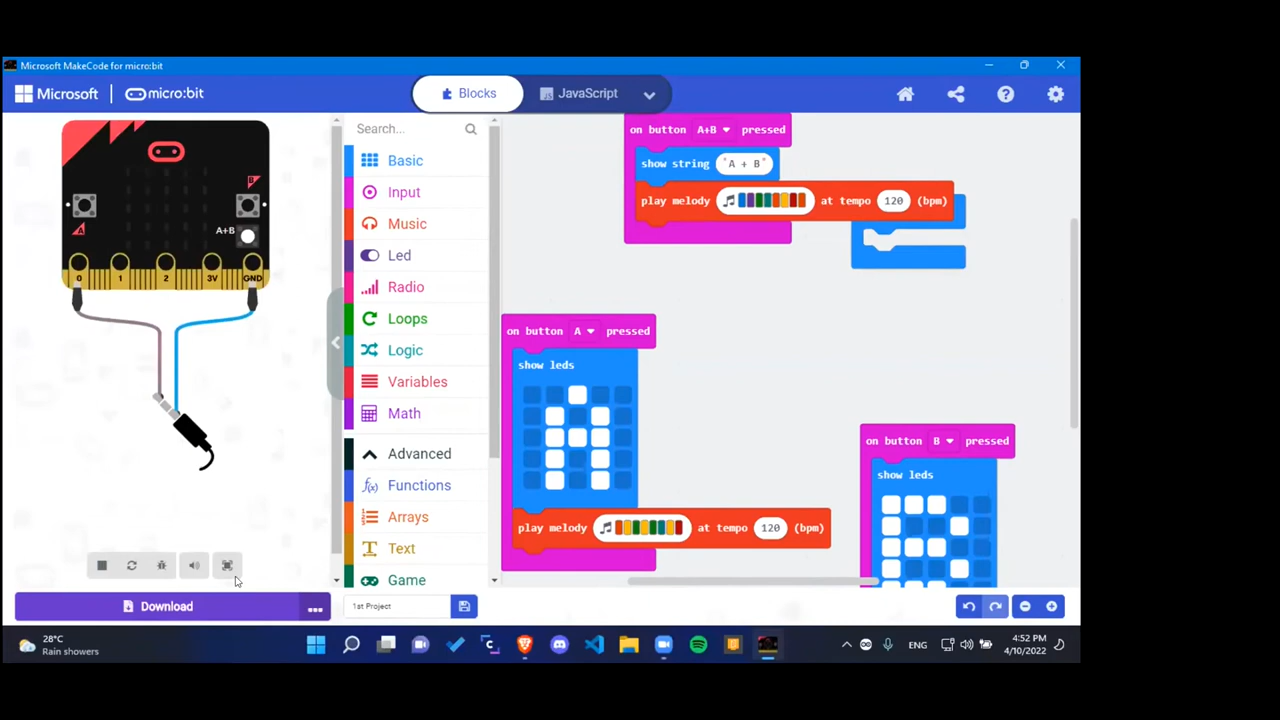 Microsoft MakeCode for micro:bit
Microsoft
micro:bit
Blocks
JavaScript
A
B
A+B
0 1 2 3V GND
Download
...
Search...
Basic
Input
Music
Led
Radio
Loops
Logic
Variables
Math
Advanced
f(x) Functions
Arrays
T Text
Game
1st Project
on button A+B pressed
show string "A + B"
play melody at tempo 120 (bpm)
on button A pressed
show leds
play melody at tempo 120 (bpm)
on button B pressed
show leds
28°C
Rain showers
ENG
4:52 PM
4/10/2022